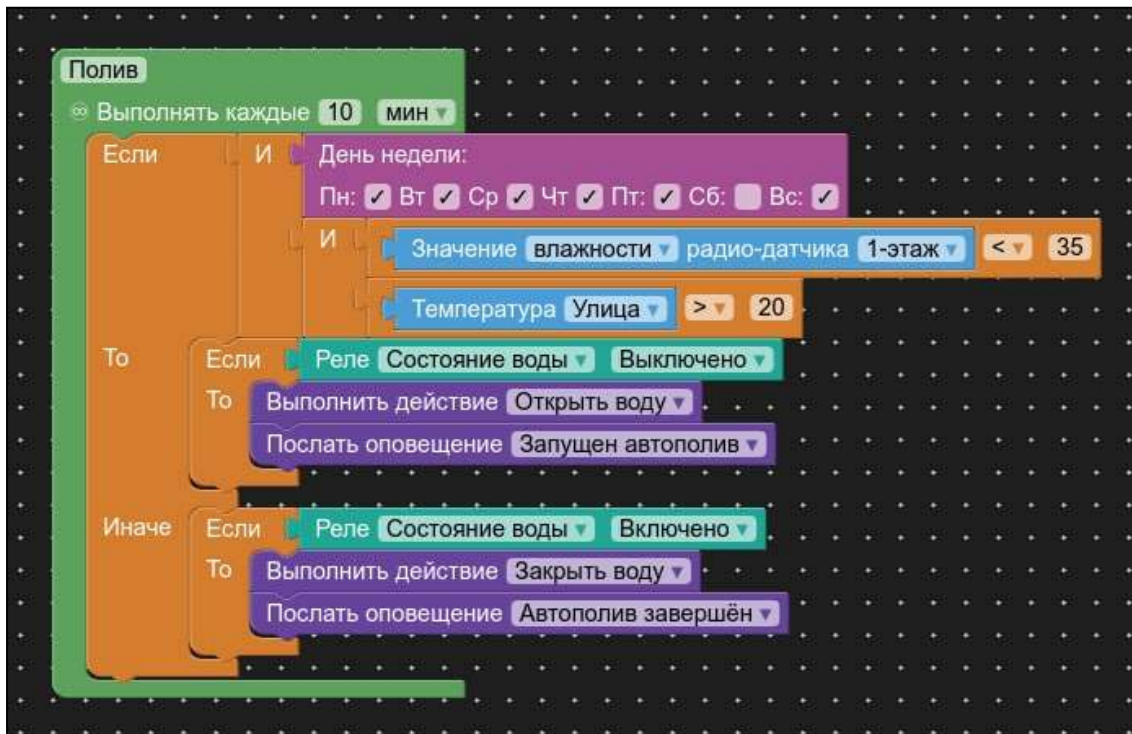 Полив
Выполнять каждые 10 мин
Если И День недели:
Пн: Вт Ср Чт Пт: Сб: Вс:
И Значение влажности радио-датчика 1-этаж < 35
Температура Улица > 20
То Если Реле Состояние воды Выключено
То Выполнить действие Открыть воду
Послать оповещение Запущен автополив
Иначе Если Реле Состояние воды Включено
То Выполнить действие Закрыть воду
Послать оповещение Автополив завершён